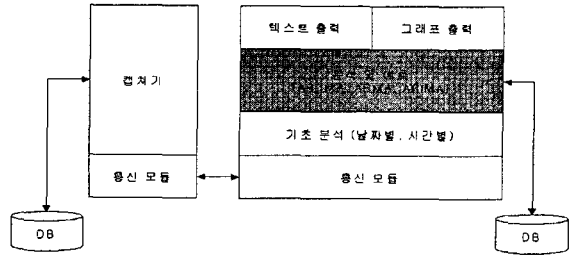 텍스트 출력
그래프 출력
캡쳐기
기초 분석 (날짜별, 시간별)
통신 모듈
통신 모듈
DB
DB